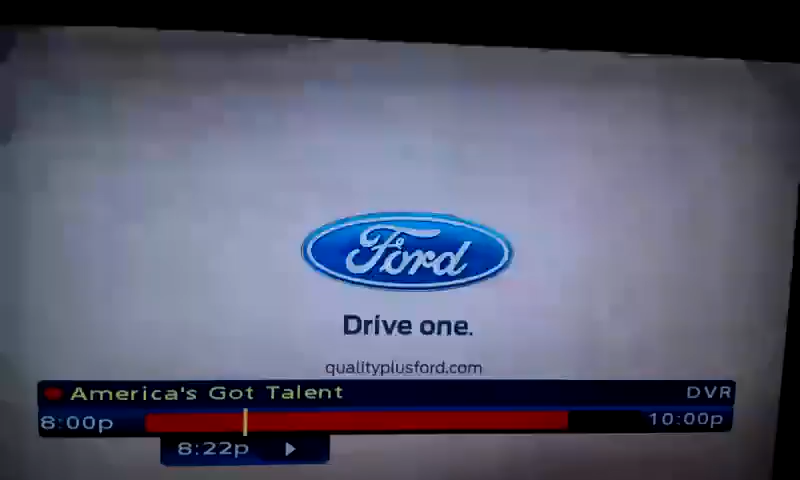 Ford
Drive one.
qualityplusford.com
America's Got Talent DVR
8:00p 10:00p
8:22p